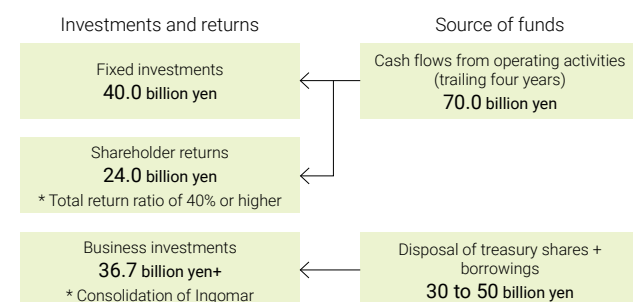 Investments and returns
Source of funds
Fixed investments
40.0 billion yen
Cash flows from operating activities
(trailing four years)
70.0 billion yen
Shareholder returns
24.0 billion yen
* Total return ratio of 40% or higher
Business investments
36.7 billion yen+
* Consolidation of Ingomar
Disposal of treasury shares +
borrowings
30 to 50 billion yen